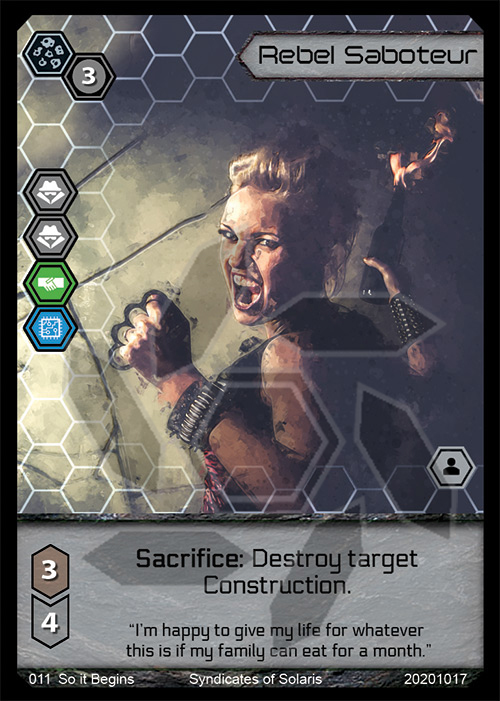 Rebel Saboteur
3
Sacrifice: Destroy target
Construction.
3
4
“I'm happy to give my life for whatever
this is if my family can eat for a month.”
011 So it Begins Syndicates of Solaris 20201017